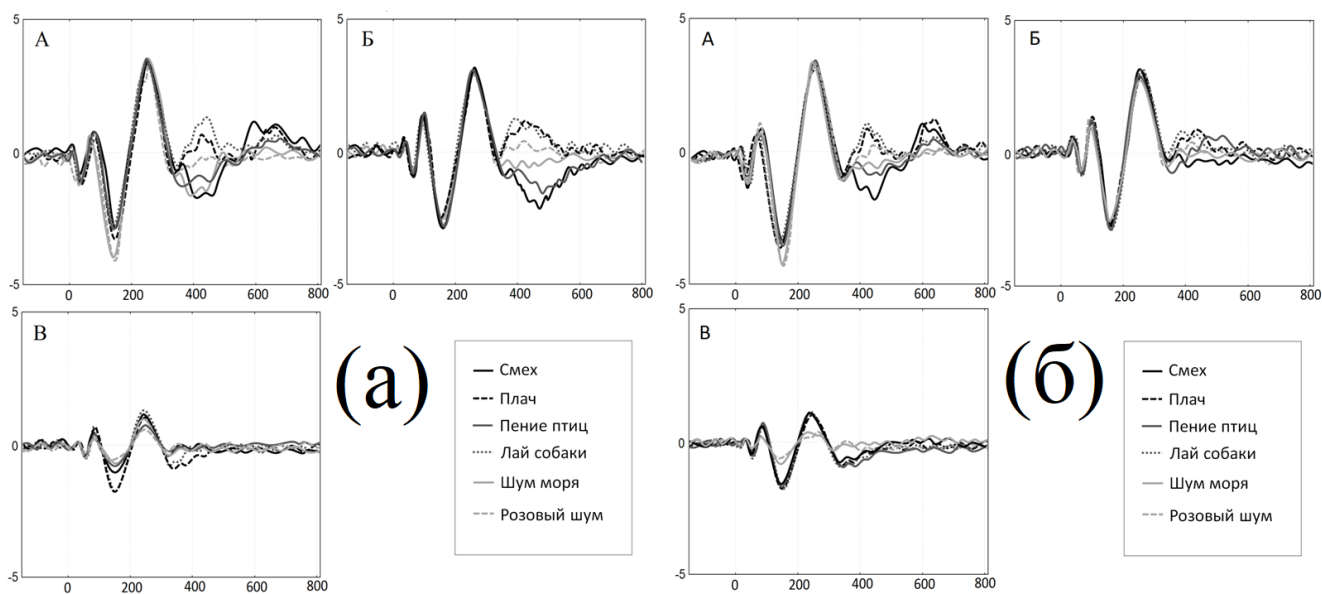 5
А
-5
0
0 200 400 600 800
5
Б
0
-5
0 200 400 600 800
5
В
0
-5
0 200 400 600 800
(а)
Смех
Плач
Пение птиц
Лай собаки
Шум моря
Розовый шум
5
А
0
-5
0 200 400 600 800
5
Б
0
-5
0 200 400 600 800
5
В
0
-5
0 200 400 600 800
(б)
Смех
Плач
Пение птиц
Лай собаки
Шум моря
Розовый шум